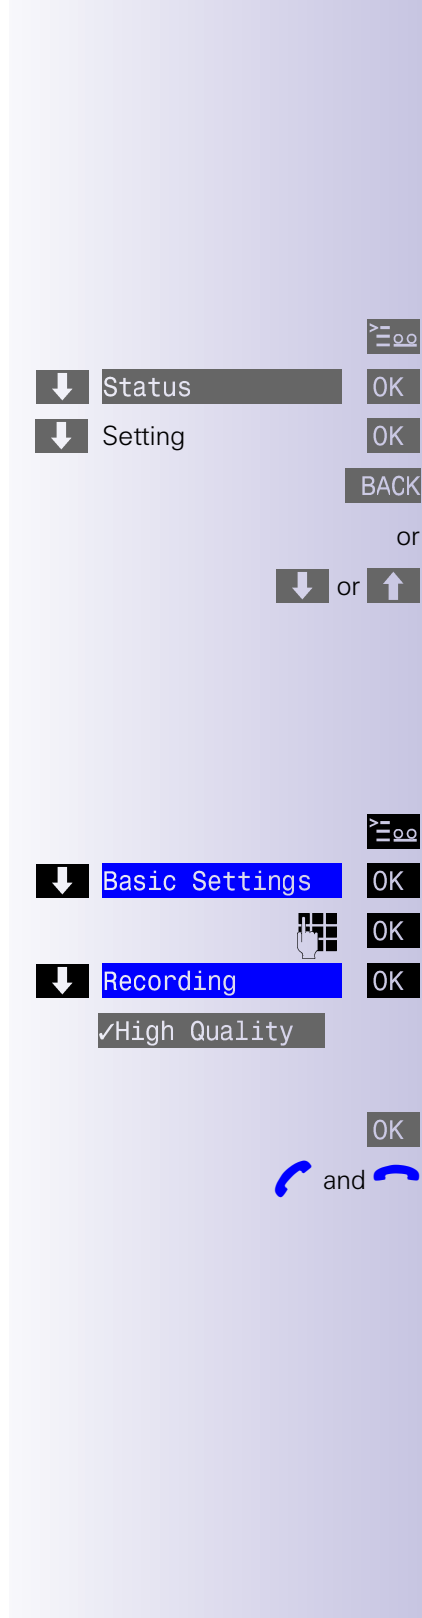 Status OK
Setting OK
BACK
or
or
Basic Settings OK
OK
Recording OK
✓High Quality
OK
and